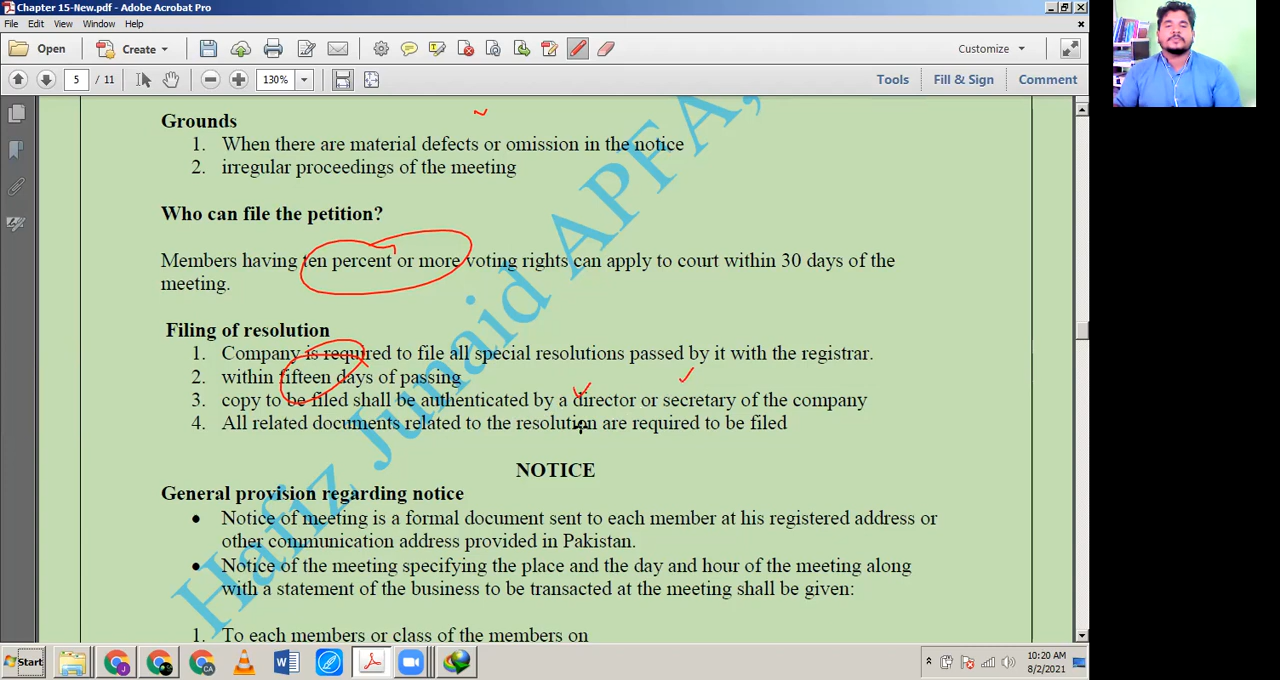 Chapter 15-New.pdf - Adobe Acrobat Pro
File Edit View Window Help
Open Create Customize
5 / 11 130% Tools Fill & Sign Comment
Grounds
1. When there are material defects or omission in the notice
2. irregular proceedings of the meeting
Who can file the petition?
Members having ten percent or more voting rights can apply to court within 30 days of the
meeting.
Filing of resolution
1. Company is required to file all special resolutions passed by it with the registrar.
2. within fifteen days of passing
3. copy to be filed shall be authenticated by a director or secretary of the company
4. All related documents related to the resolution are required to be filed
NOTICE
General provision regarding notice
• Notice of meeting is a formal document sent to each member at his registered address or
other communication address provided in Pakistan.
• Notice of the meeting specifying the place and the day and hour of the meeting along
with a statement of the business to be transacted at the meeting shall be given:
1. To each members or class of the members on
Hafiz Junaid APFA,
Start
10:20 AM
8/2/2021